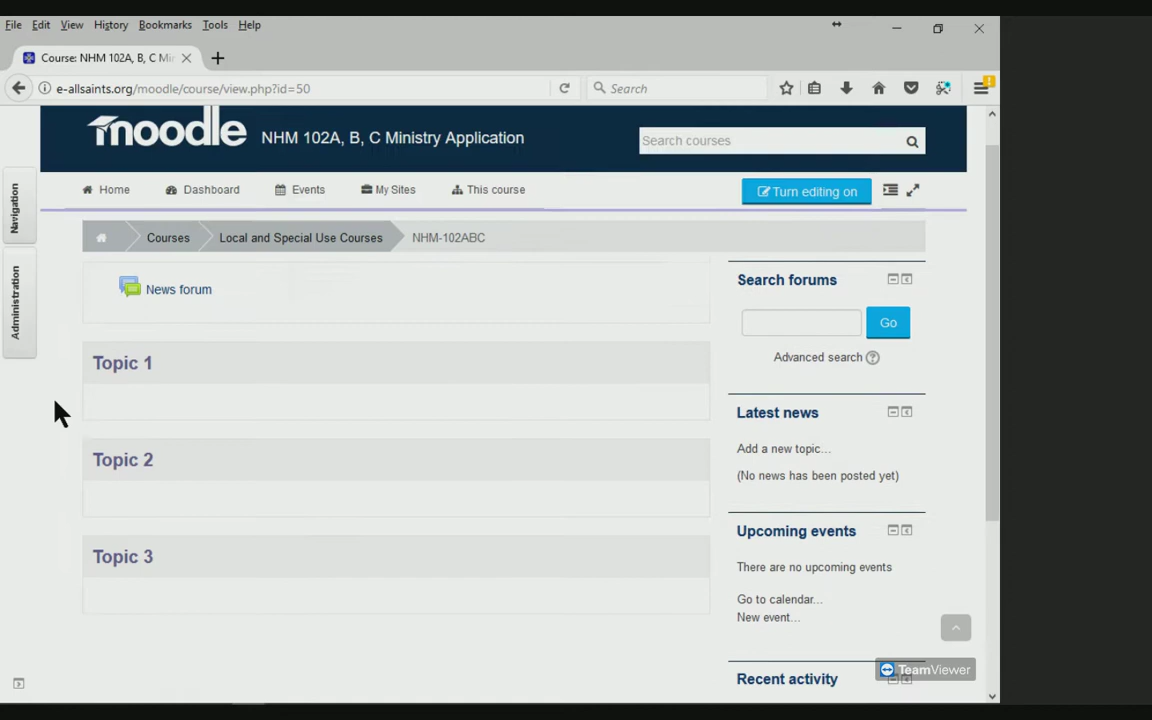 File Edit View History Bookmarks Tools Help
Course: NHM 102A, B, C Mi
e-allsaints.org/moodle/course/view.php?id=50
Search
moodle
NHM 102A, B, C Ministry Application
Search courses
Home
Dashboard
Events
My Sites
This course
Turn editing on
Courses
Local and Special Use Courses
NHM-102ABC
Navigation
Administration
News forum
Topic 1
Topic 2
Topic 3
Search forums
Go
Advanced search ?
Latest news
Add a new topic...
(No news has been posted yet)
Upcoming events
There are no upcoming events
Go to calendar...
New event...
Recent activity
TeamViewer